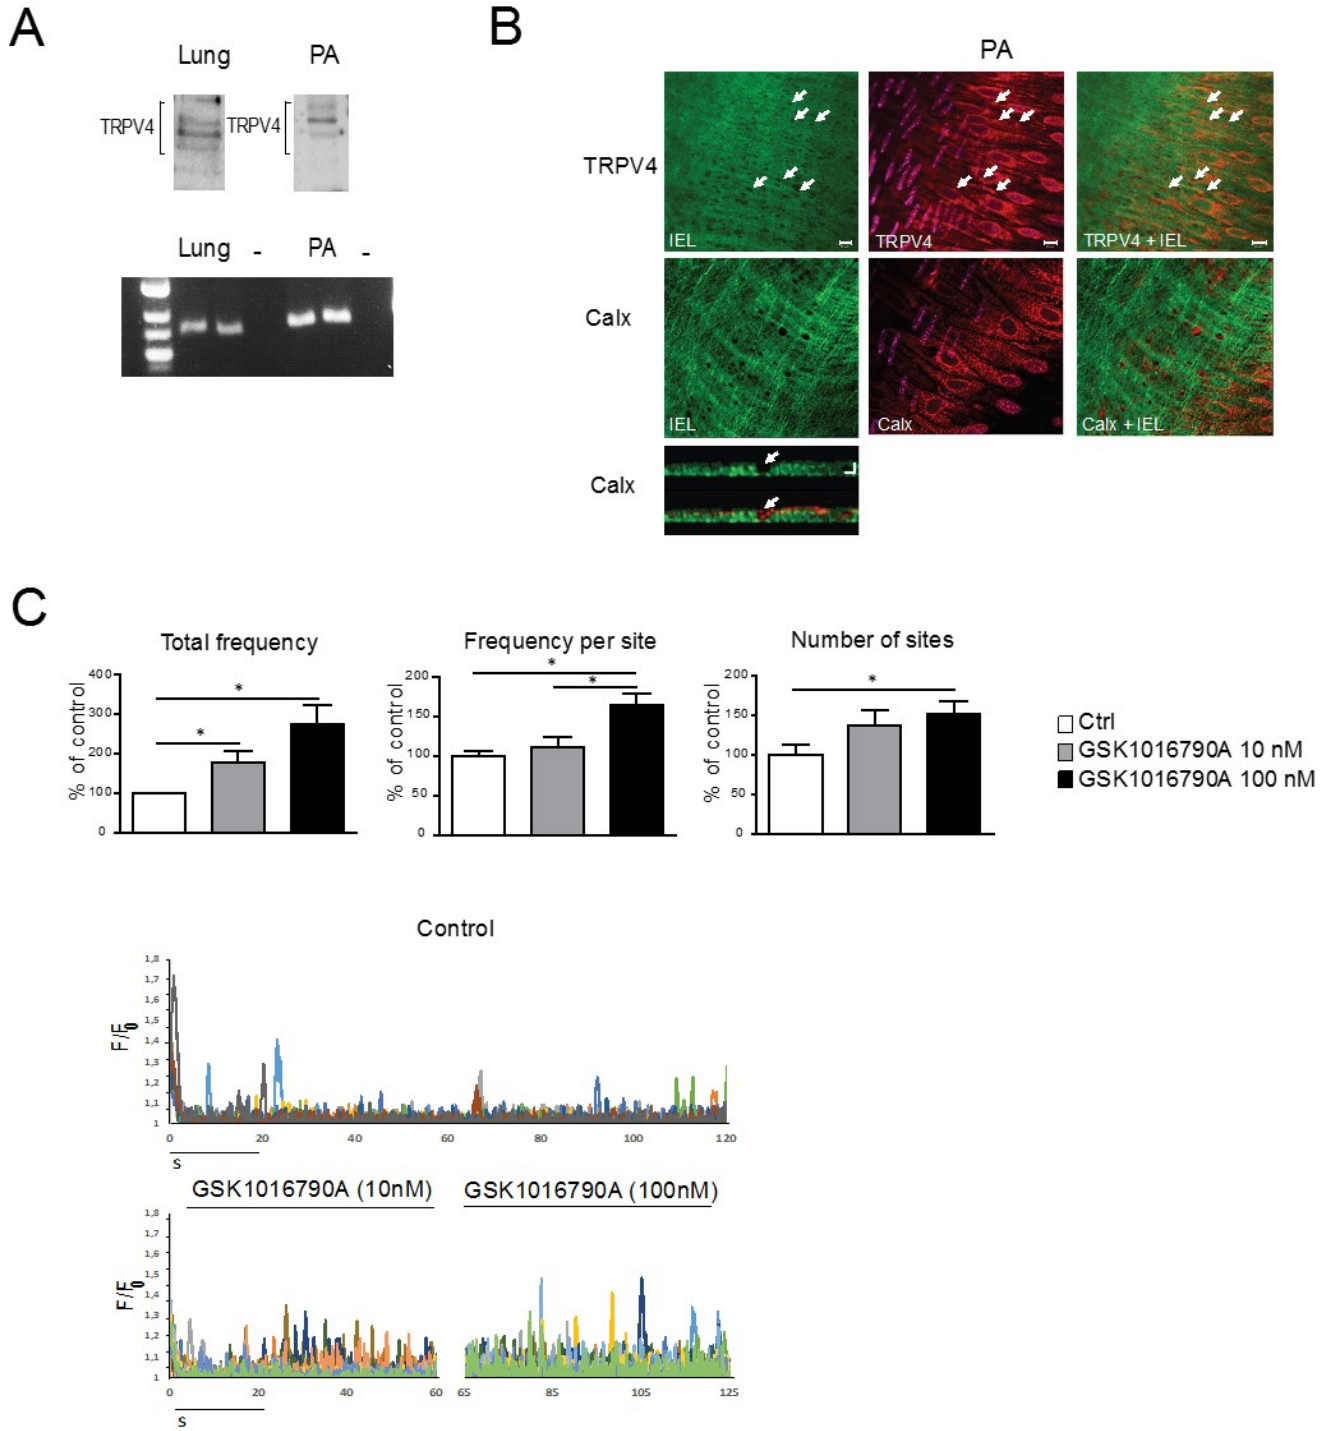 A
Lung PA
TRPV4 TRPV4
Lung - PA -
B
PA
TRPV4
IEL TRPV4 TRPV4 + IEL
Calx
IEL Calx Calx + IEL
Calx
C
Total frequency
% of control
400
300
200
100
0
* *
Frequency per site
% of control
200
150
100
50
0
* *
Number of sites
% of control
200
150
100
50
0
*
Ctrl
GSK1016790A 10 nM
GSK1016790A 100 nM
Control
F/F0
1,8
1,7
1,6
1,5
1,4
1,3
1,2
1,1
1
0 20 40 60 80 100 120
s
GSK1016790A (10nM) GSK1016790A (100nM)
F/F0
1,8
1,7
1,6
1,5
1,4
1,3
1,2
1,1
1
0 20 40 60 65 85 105 125
s